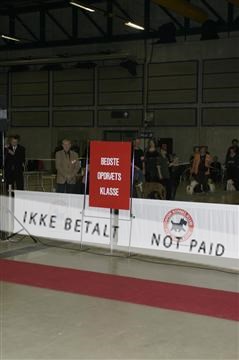 BEDSTE
OPDRÆTS
KLASSE
IKKE BETALT
NOT PAID